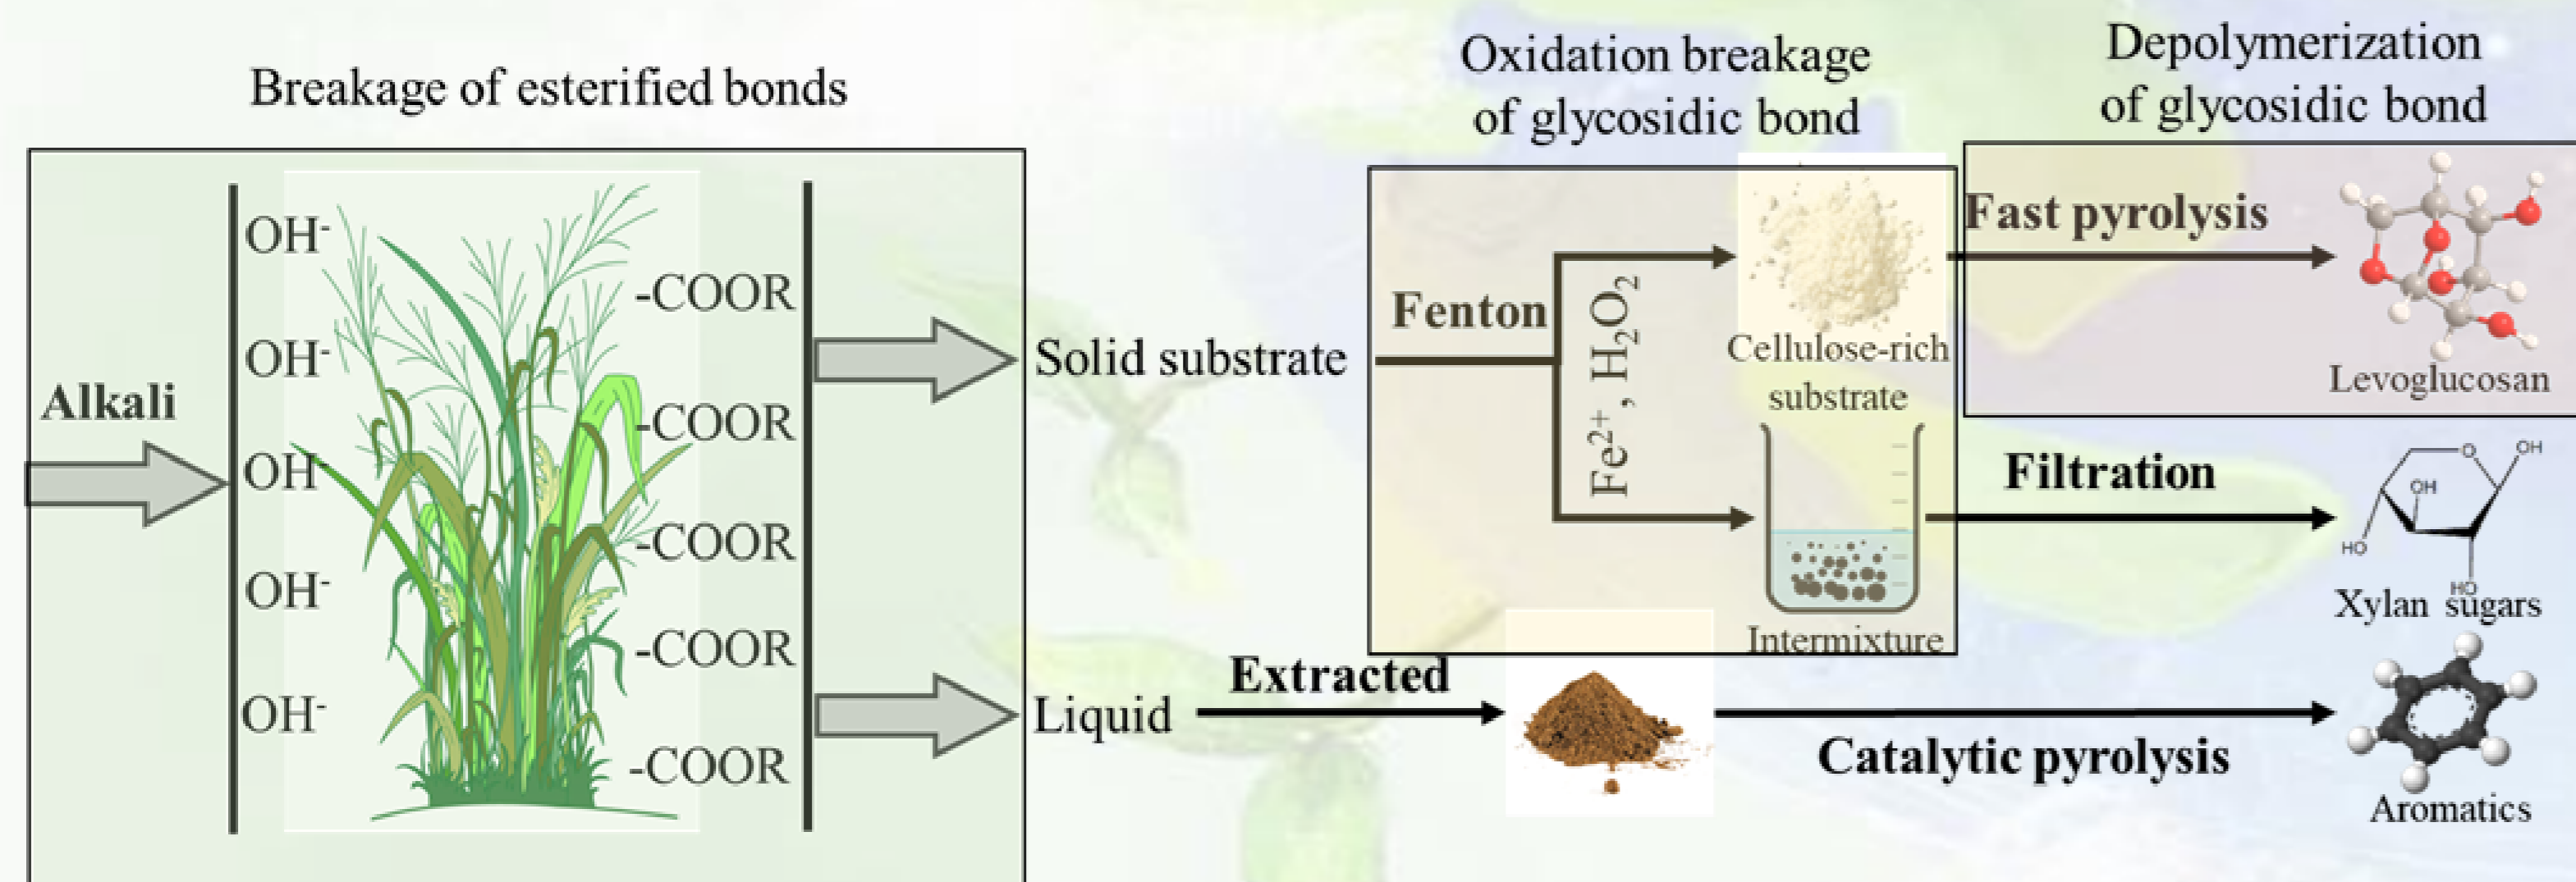 Breakage of esterified bonds
Alkali
OH-
OH-
OH-
OH-
OH-
-COOR
-COOR
-COOR
-COOR
-COOR
Solid substrate
Liquid
Oxidation breakage
of glycosidic bond
Fenton
Fe²⁺, H₂O₂
Cellulose-rich
substrate
Intermixture
Extracted
Depolymerization
of glycosidic bond
Fast pyrolysis
Levoglucosan
Filtration
O
OH
OH
HO
HO
Xylan sugars
Catalytic pyrolysis
Aromatics